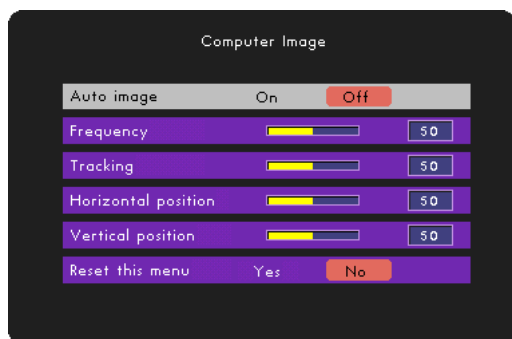 Computer Image
Auto image On Off
Frequency 50
Tracking 50
Horizontal position 50
Vertical position 50
Reset this menu Yes No